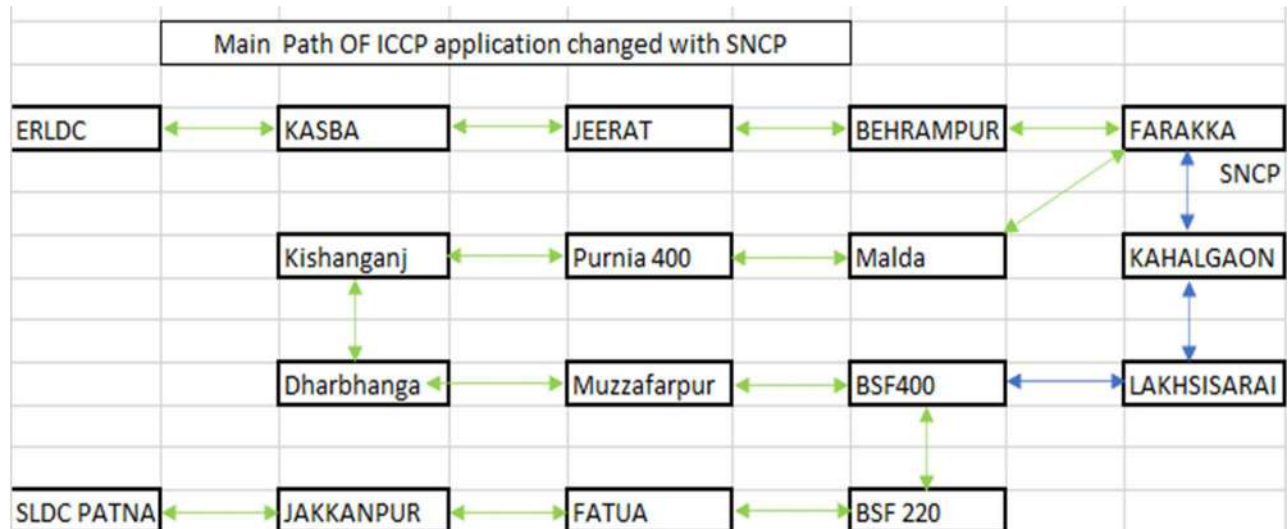 Main Path OF ICCP application changed with SNCP
ERLDC KASBA JEERAT BEHRAMPUR FARAKKA
SNCP
Kishanganj Purnia 400 Malda KAHALGAON
Dharbhanga Muzzafarpur BSF400 LAKHSISARAI
SLDC PATNA JAKKANPUR FATUA BSF 220